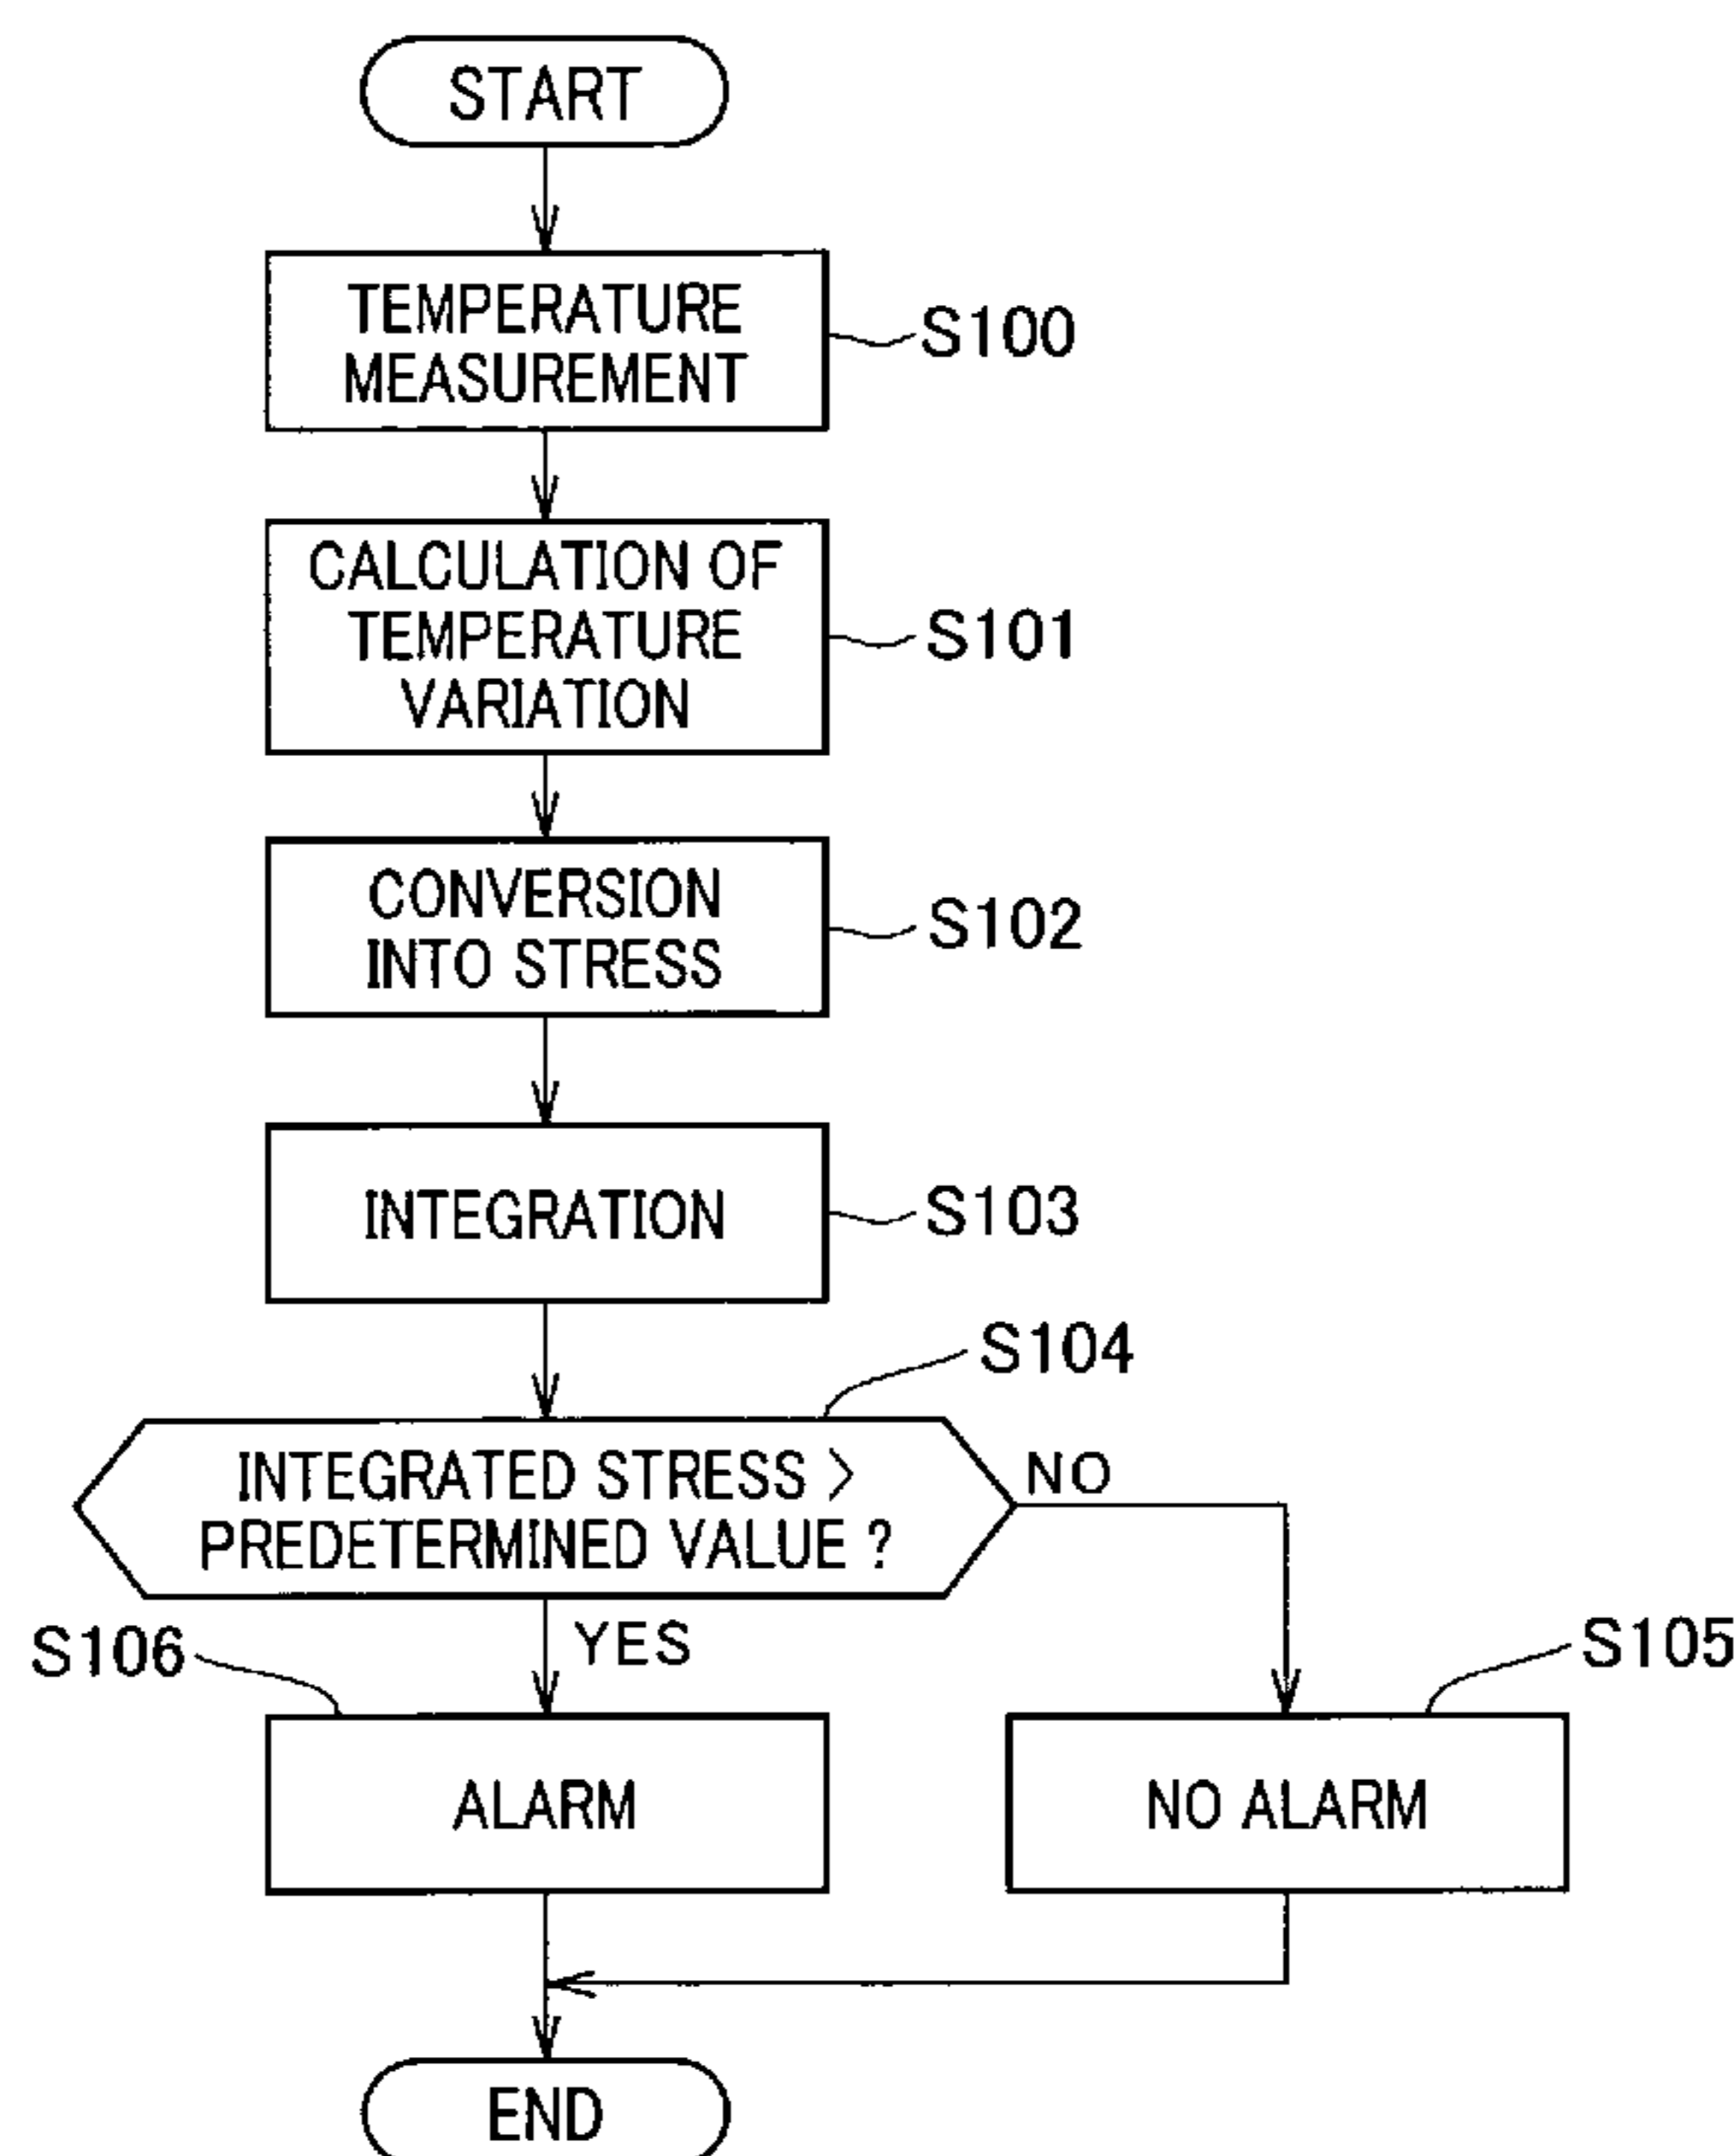 START
TEMPERATURE
MEASUREMENT
S100
CALCULATION OF
TEMPERATURE
VARIATION
S101
CONVERSION
INTO STRESS
S102
INTEGRATION
S103
S104
INTEGRATED STRESS >
PREDETERMINED VALUE ?
NO
YES
S106
S105
ALARM
NO ALARM
END